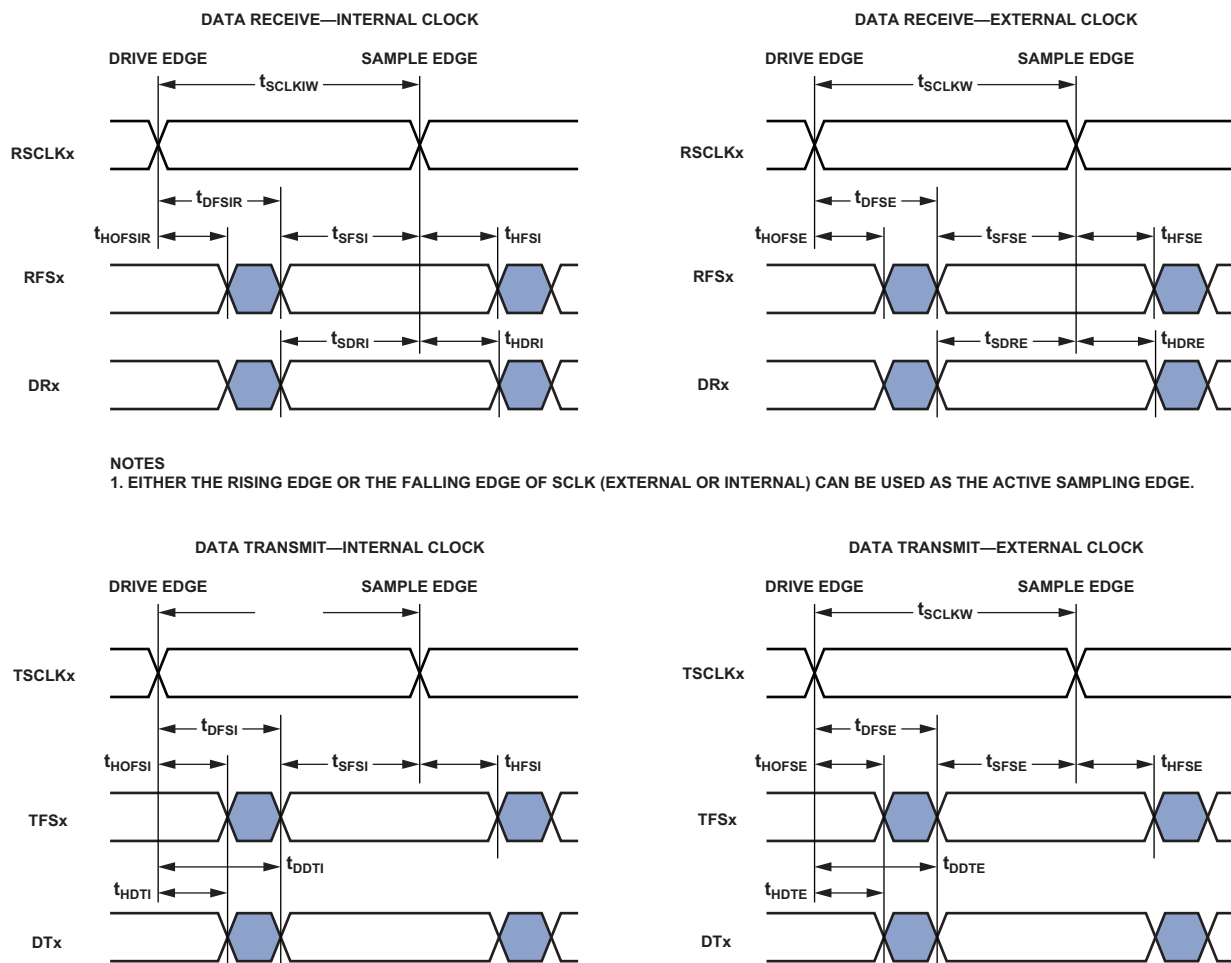 DATA RECEIVE—INTERNAL CLOCK
DRIVE EDGE SAMPLE EDGE
tSCLKIW
RSCLKx
tDFSIR
tHOFSIR tSFSI tHFSI
RFSx
tSDRI tHDRI
DRx
DATA RECEIVE—EXTERNAL CLOCK
DRIVE EDGE SAMPLE EDGE
tSCLKW
RSCLKx
tDFSE
tHOFSE tSFSE tHFSE
RFSx
tSDRE tHDRE
DRx
NOTES
1. EITHER THE RISING EDGE OR THE FALLING EDGE OF SCLK (EXTERNAL OR INTERNAL) CAN BE USED AS THE ACTIVE SAMPLING EDGE.
DATA TRANSMIT—INTERNAL CLOCK
DRIVE EDGE SAMPLE EDGE
TSCLKx
tDFSI
tHOFSI tSFSI tHFSI
TFSx
tDDTI
tHDTI
DTx
DATA TRANSMIT—EXTERNAL CLOCK
DRIVE EDGE SAMPLE EDGE
tSCLKW
TSCLKx
tDFSE
tHOFSE tSFSE tHFSE
TFSx
tDDTE
tHDTE
DTx